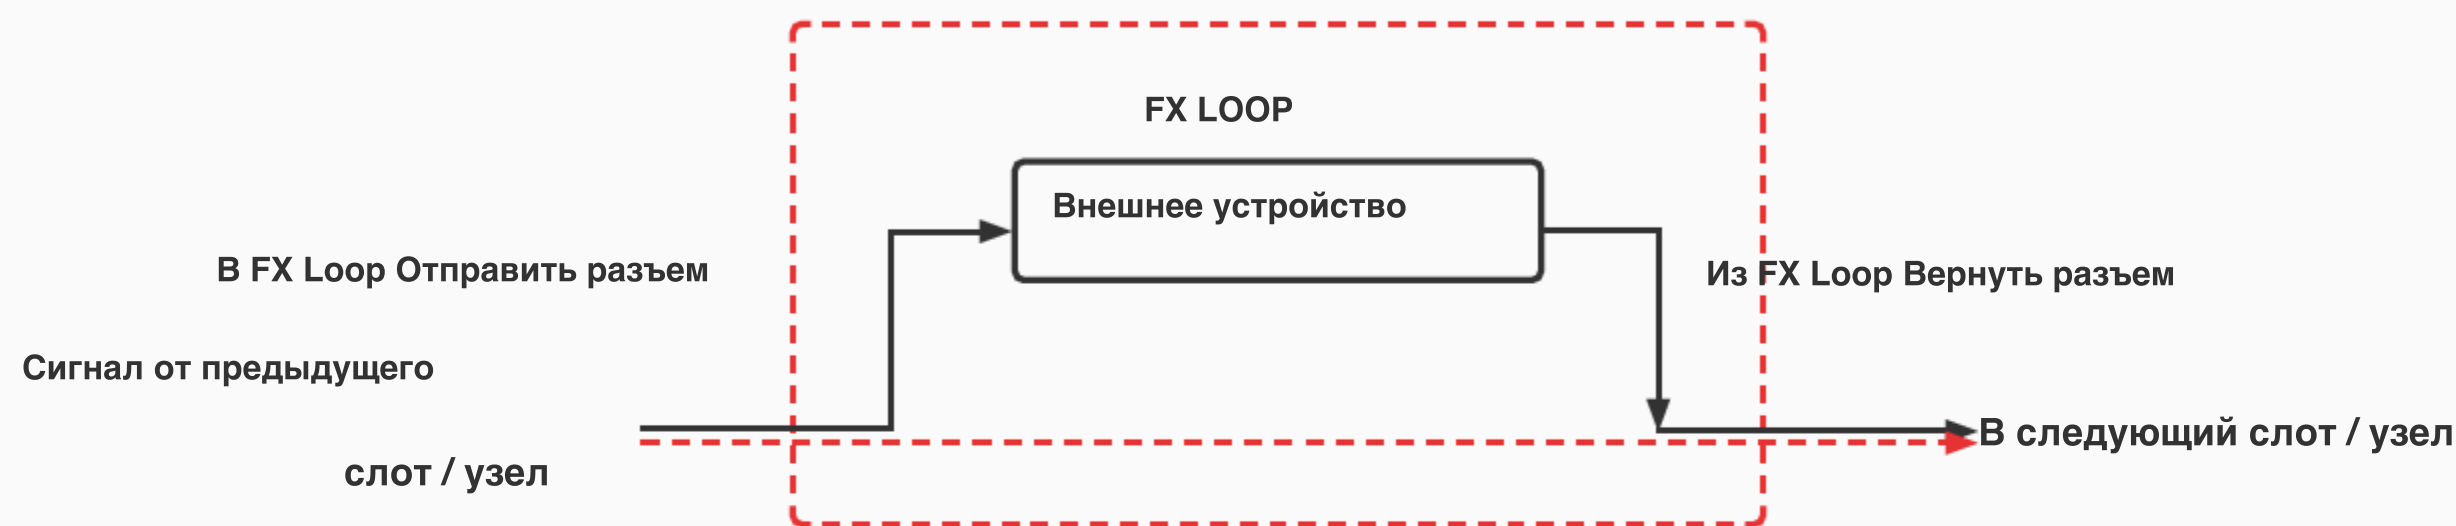 FX LOOP
Внешнее устройство
В FX Loop Отправить разъем
Из FX Loop Вернуть разъем
Сигнал от предыдущего
слот / узел
В следующий слот / узел